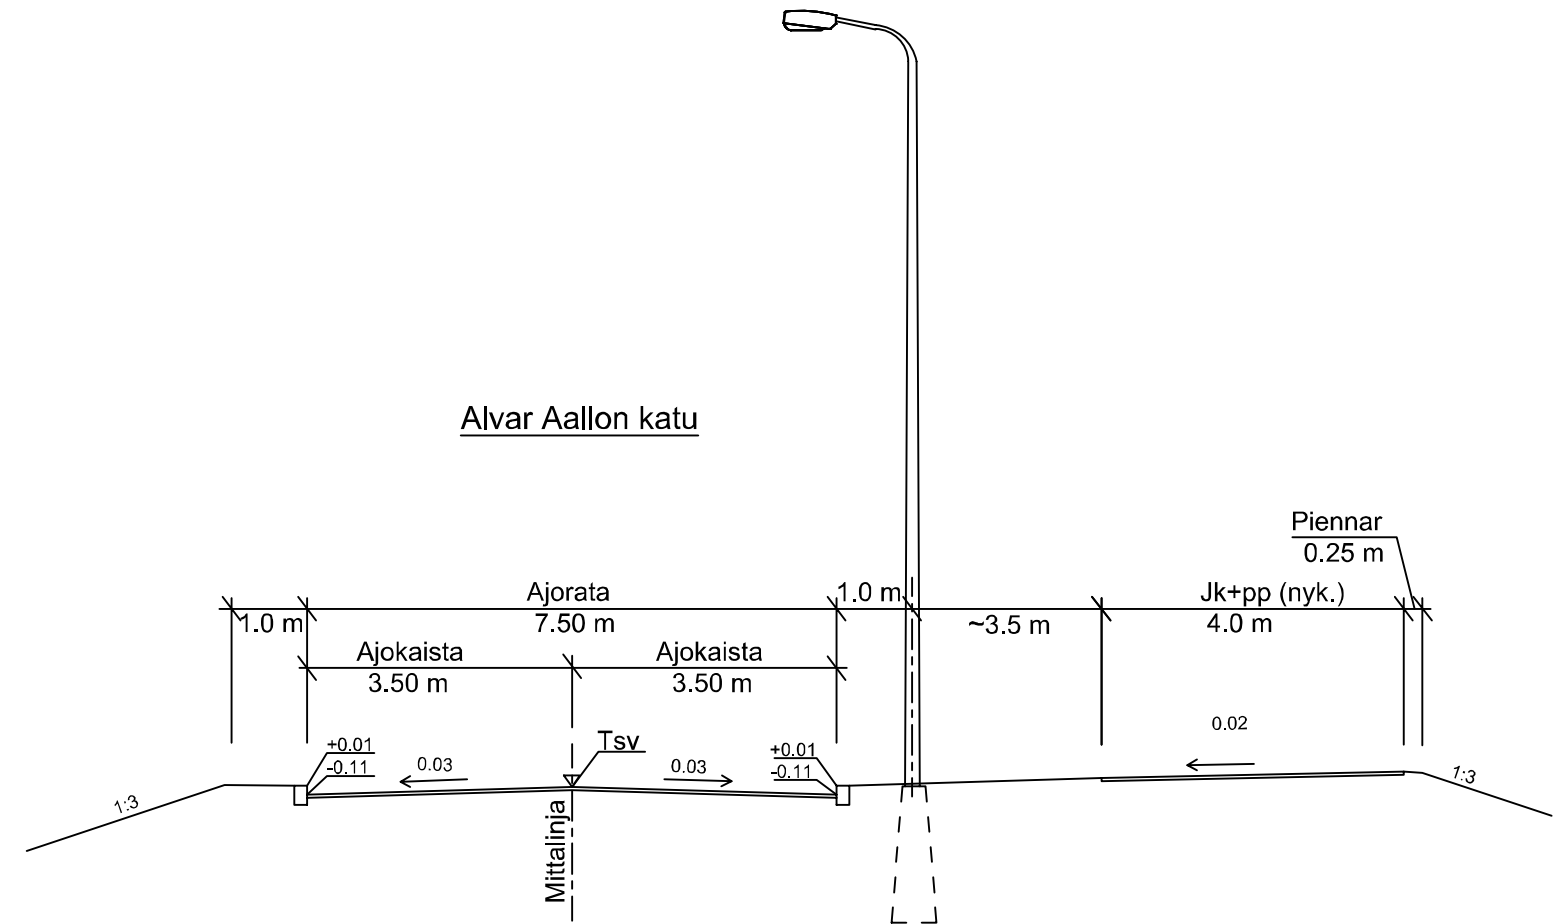 Alvar Aallon katu
Piennar
0.25 m
Ajorata
1.0 m
Jk+pp (nyk.)
1.0 m
7.50 m
~3.5 m
4.0 m
Ajokaista
Ajokaista
3.50 m
3.50 m
0.02
+0.01
-0.11
0.03
Tsv
0.03
+0.01
-0.11
1:3
1:3
Mittalinja